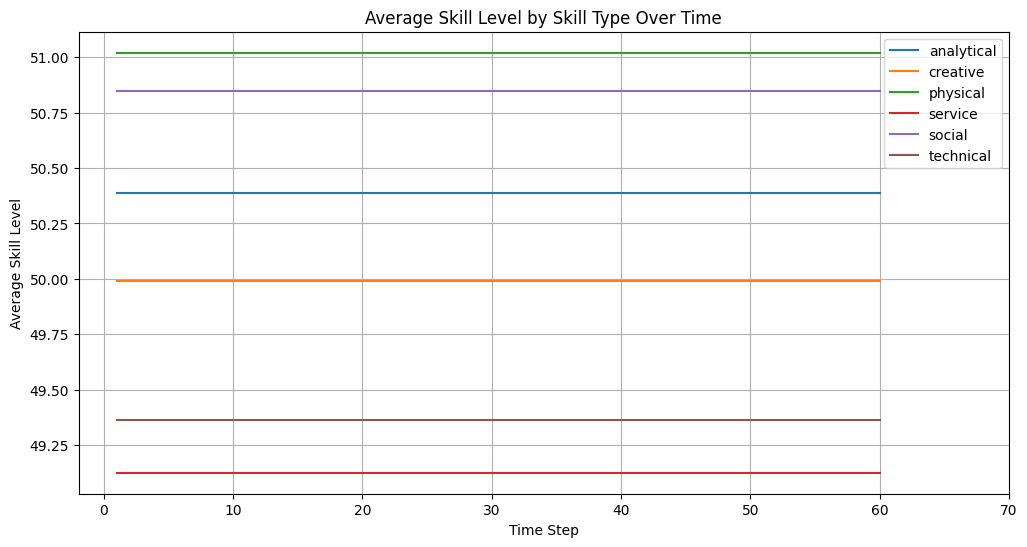 Average Skill Level by Skill Type Over Time
51.00
50.75
50.50
50.25
50.00
49.75
49.50
49.25
Average Skill Level
analytical
creative
physical
service
social
technical
0 10 20 30 40 50 60 70
Time Step